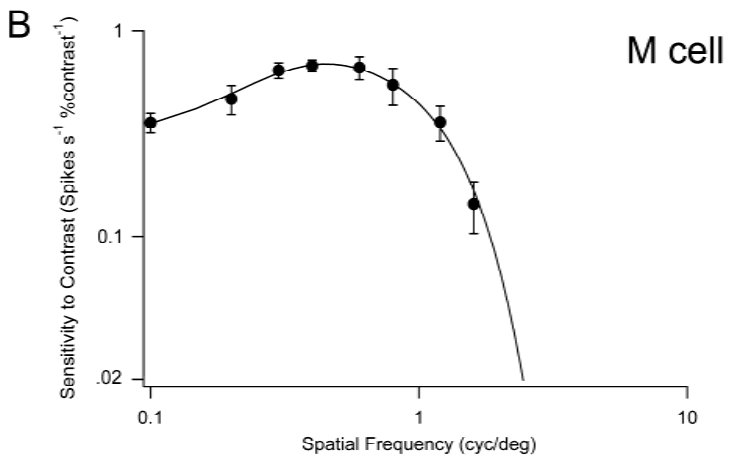 B
M cell
Sensitivity to Contrast (Spikes s⁻¹ %contrast⁻¹)
1
0.1
.02
0.1
1
10
Spatial Frequency (cyc/deg)